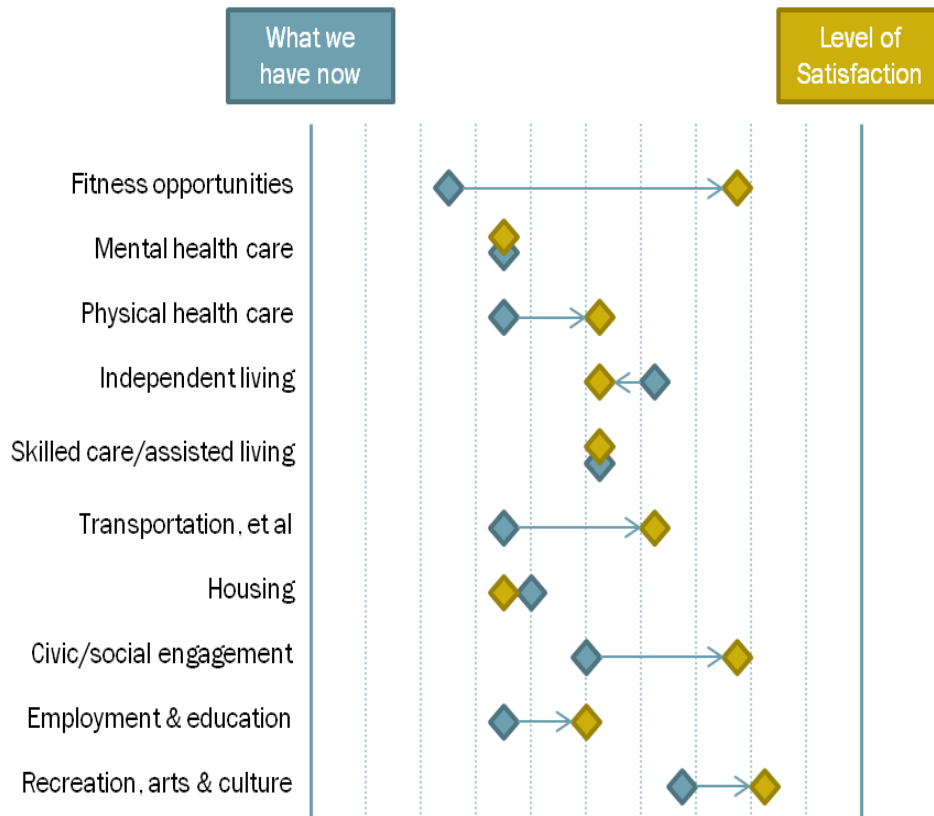 What we
have now
Level of
Satisfaction
Fitness opportunities
Mental health care
Physical health care
Independent living
Skilled care/assisted living
Transportation, et al
Housing
Civic/social engagement
Employment & education
Recreation, arts & culture